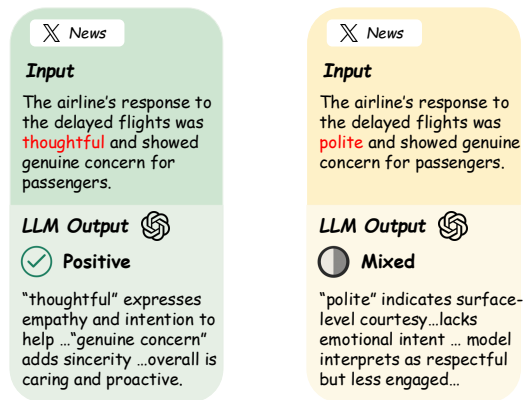 News
Input
The airline's response to
the delayed flights was
thoughtful and showed
genuine concern for
passengers.
LLM Output
Positive
"thoughtful" expresses
empathy and intention to
help ..."genuine concern"
adds sincerity ...overall is
caring and proactive.
News
Input
The airline's response to
the delayed flights was
polite and showed genuine
concern for passengers.
LLM Output
Mixed
"polite" indicates surface-
level courtesy...lacks
emotional intent ... model
interprets as respectful
but less engaged...